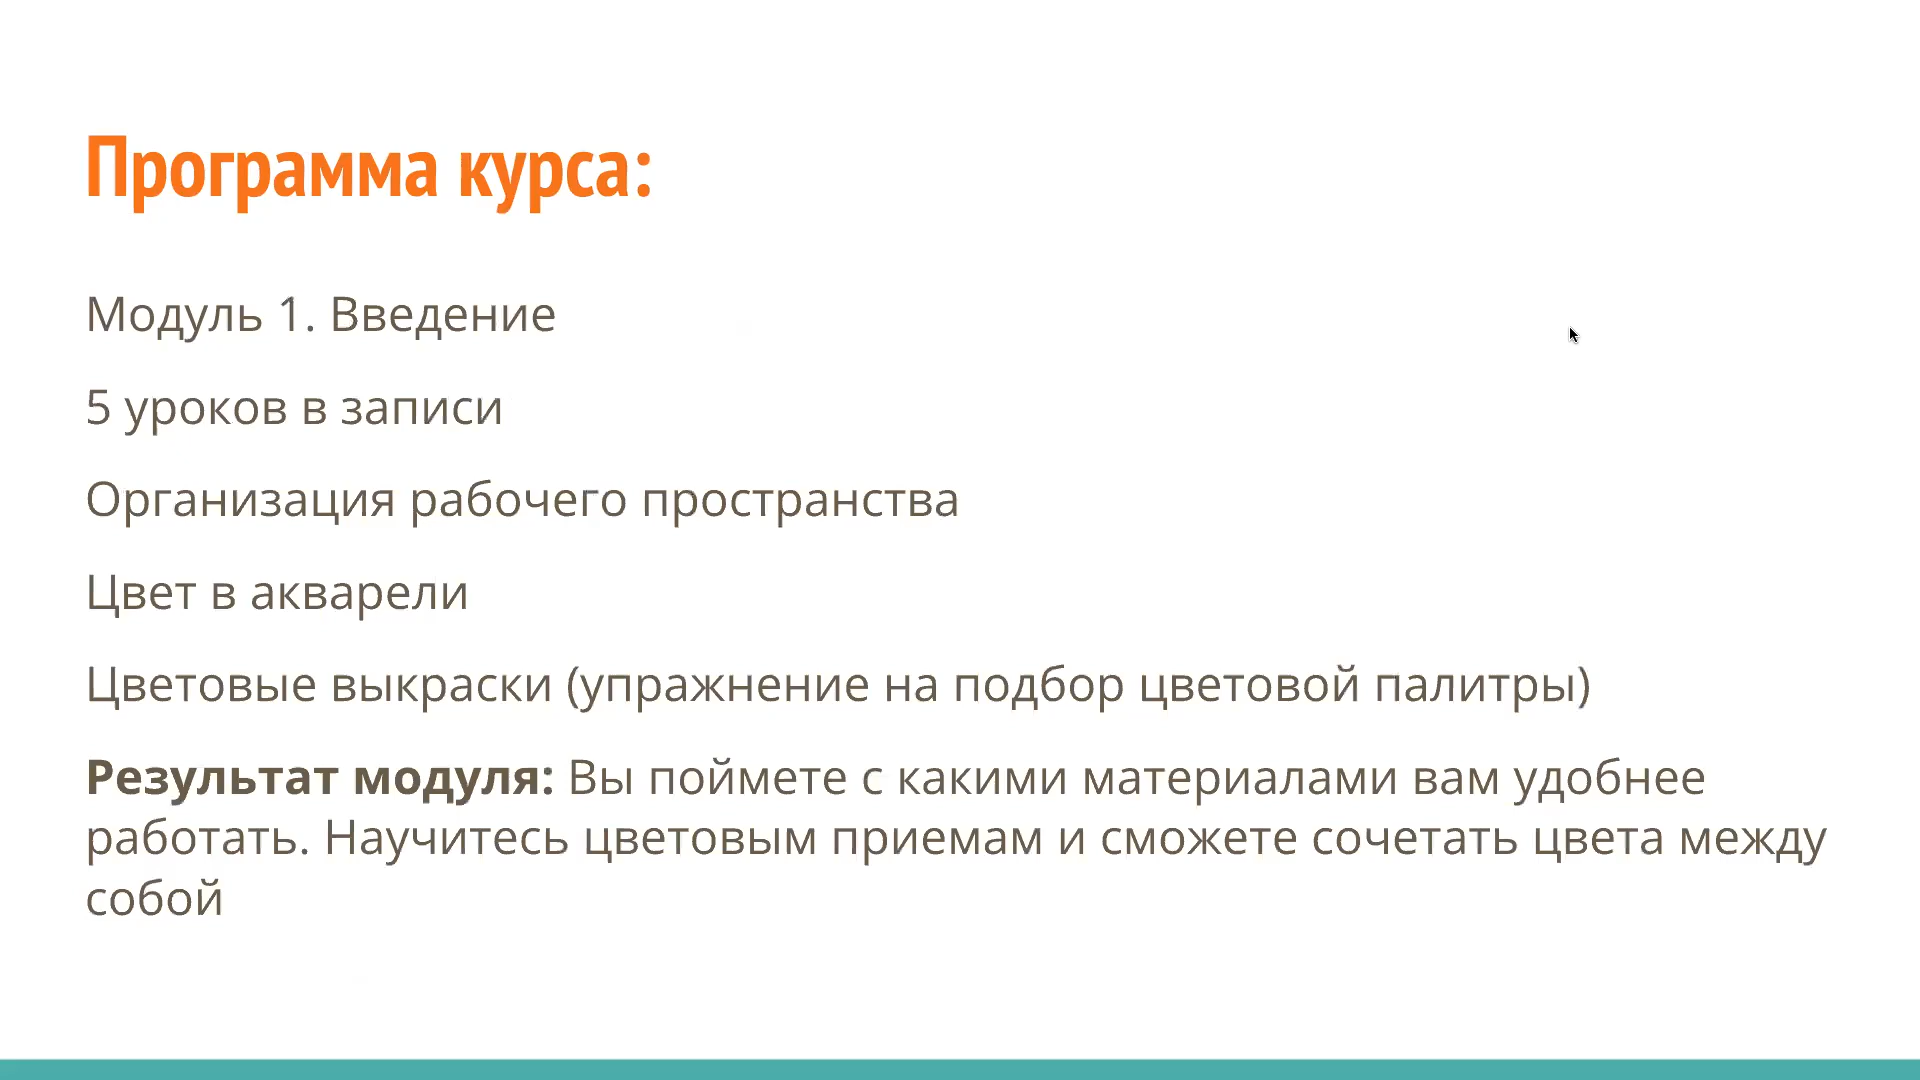 Программа курса:
Модуль 1. Введение
5 уроков в записи
Организация рабочего пространства
Цвет в акварели
Цветовые выкраски (упражнение на подбор цветовой палитры)
Результат модуля: Вы поймете с какими материалами вам удобнее
работать. Научитесь цветовым приемам и сможете сочетать цвета между
собой